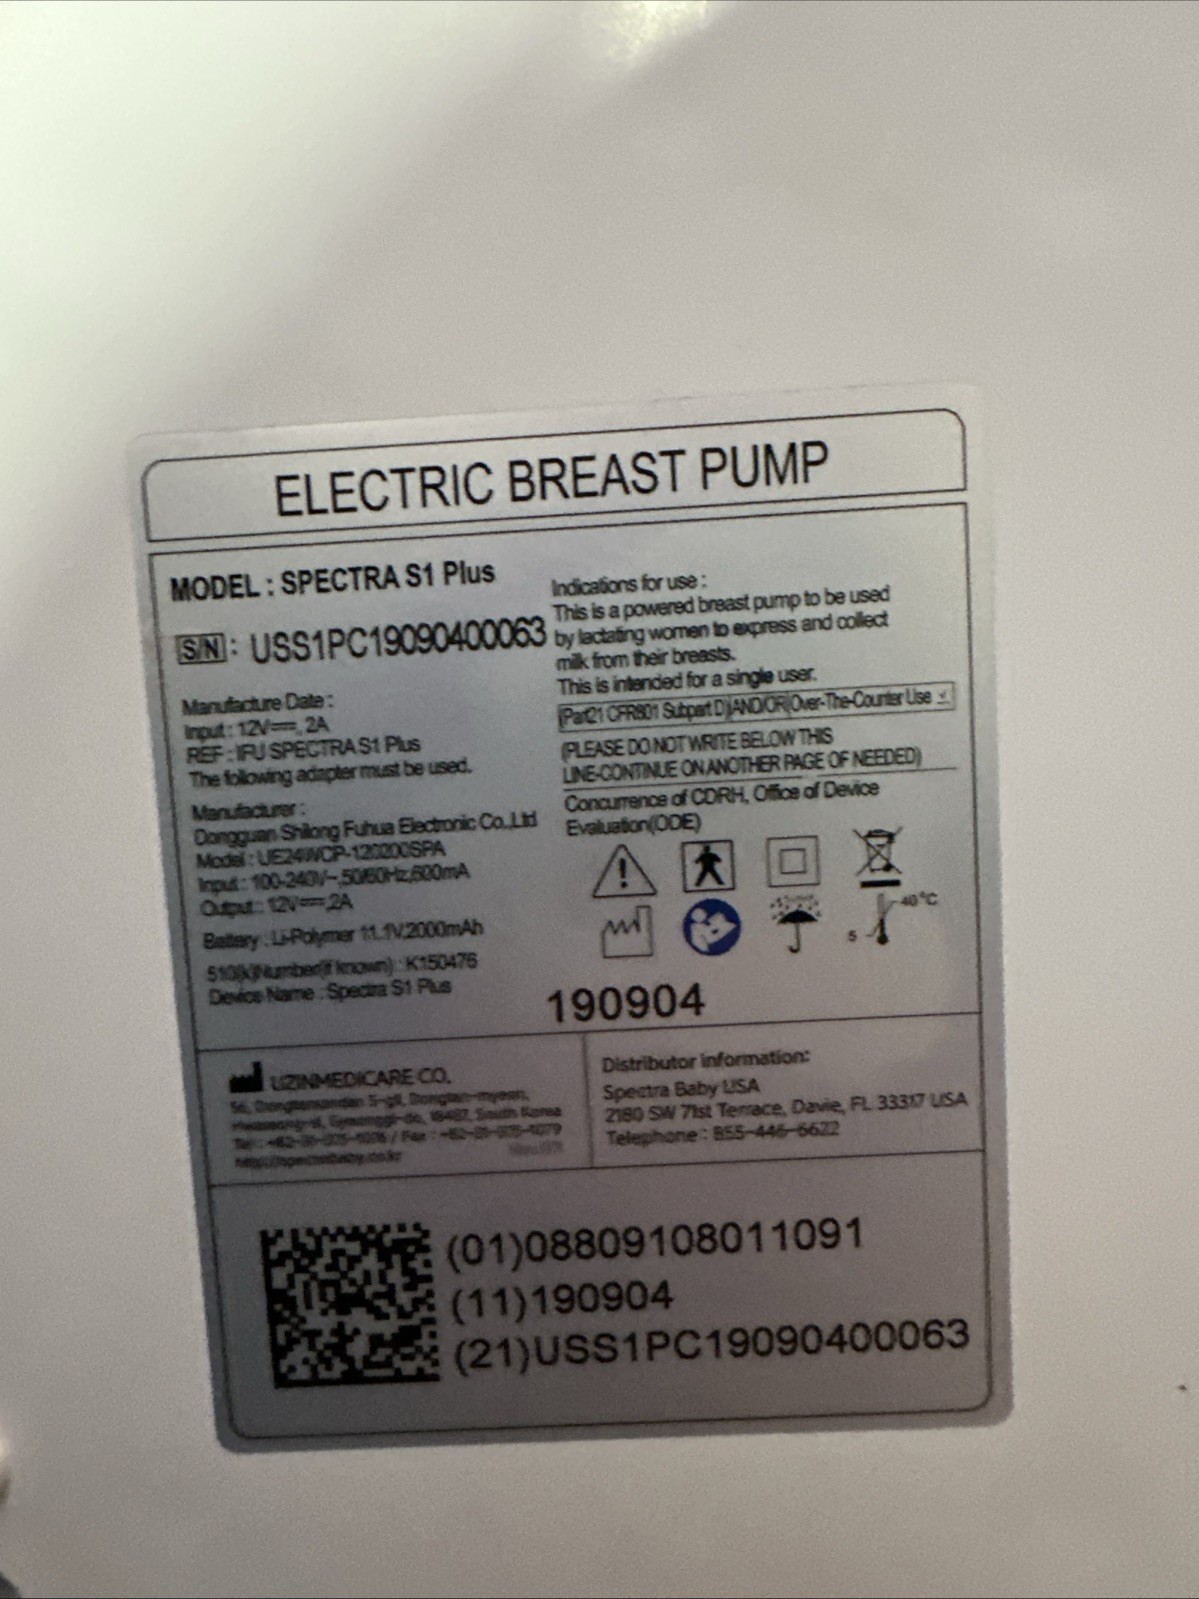 ELECTRIC BREAST PUMP
MODEL : SPECTRA S1 Plus
S/N : USS1PC19090400063
Manufacture Date :
Input : 12V⎓, 2A
REF : IFU SPECTRA S1 Plus
The following adapter must be used.
Manufacturer :
Dongguan Shilong Fuhua Electronic Co.,Ltd
Model : UE24WCP-120200SPA
Input : 100-240V~,50/60Hz,600mA
Output : 12V⎓,2A
Battery : Li-Polymer 11.1V,2000mAh
510(k)Number(if known) : K150476
Device Name : Spectra S1 Plus
Indications for use :
This is a powered breast pump to be used
by lactating women to express and collect
milk from their breasts.
This is intended for a single user.
(Part21 CFR801 Subpart D)AND/OR(Over-The-Counter Use √
(PLEASE DO NOT WRITE BELOW THIS
LINE-CONTINUE ON ANOTHER PAGE OF NEEDED)
Concurrence of CDRH, Office of Device
Evaluation(ODE)
40°C
5
190904
UZINMEDICARE CO.
Hwaseong-si, Gyeonggi-do, 18487, South Korea
Distributor information:
Spectra Baby USA
2180 SW 71st Terrace, Davie, FL 33317 USA
Telephone : 855-446-6622
(01)08809108011091
(11)190904
(21)USS1PC19090400063